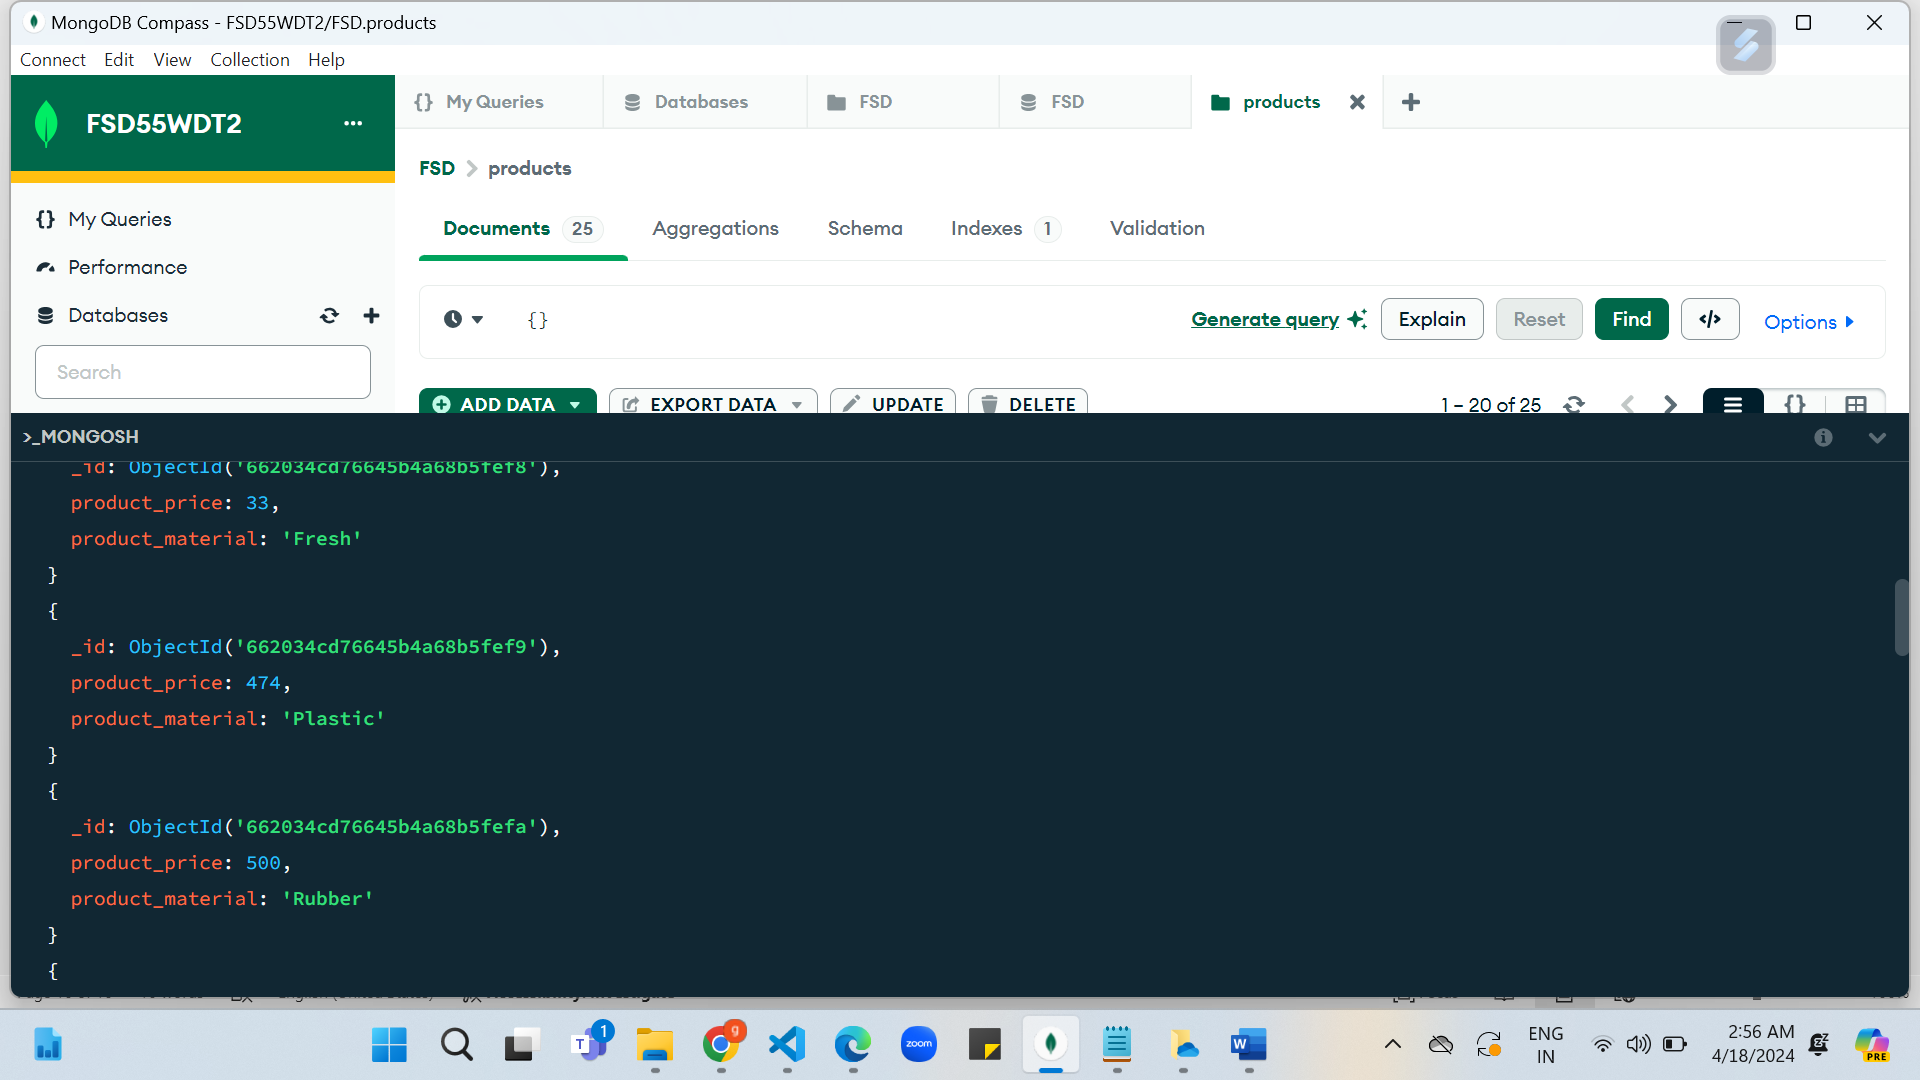 MongoDB Compass - FSD55WDT2/FSD.products
Connect Edit View Collection Help
FSD55WDT2 ...
My Queries Databases FSD FSD products
FSD products
My Queries
Performance
Databases
Search
Documents 25 Aggregations Schema Indexes 1 Validation
{} Generate query Explain Reset Find </> Options
ADD DATA EXPORT DATA UPDATE DELETE 1 – 20 of 25 {}
>_MONGOSH
_id: ObjectId('662034cd76645b4a68b5fef8'),
product_price: 33,
product_material: 'Fresh'
}
{
_id: ObjectId('662034cd76645b4a68b5fef9'),
product_price: 474,
product_material: 'Plastic'
}
{
_id: ObjectId('662034cd76645b4a68b5fefa'),
product_price: 500,
product_material: 'Rubber'
}
{
T 1 g zoom W ENG
IN
2:56 AM
4/18/2024
PRE